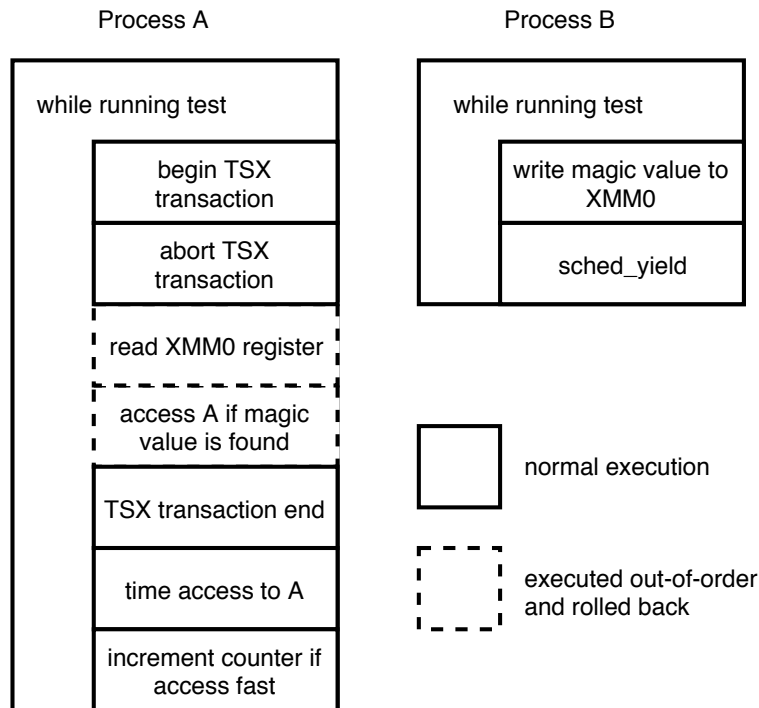 Process A
while running test
begin TSX
transaction
abort TSX
transaction
read XMM0 register
access A if magic
value is found
TSX transaction end
time access to A
increment counter if
access fast
Process B
while running test
write magic value to
XMM0
sched_yield
normal execution
executed out-of-order
and rolled back